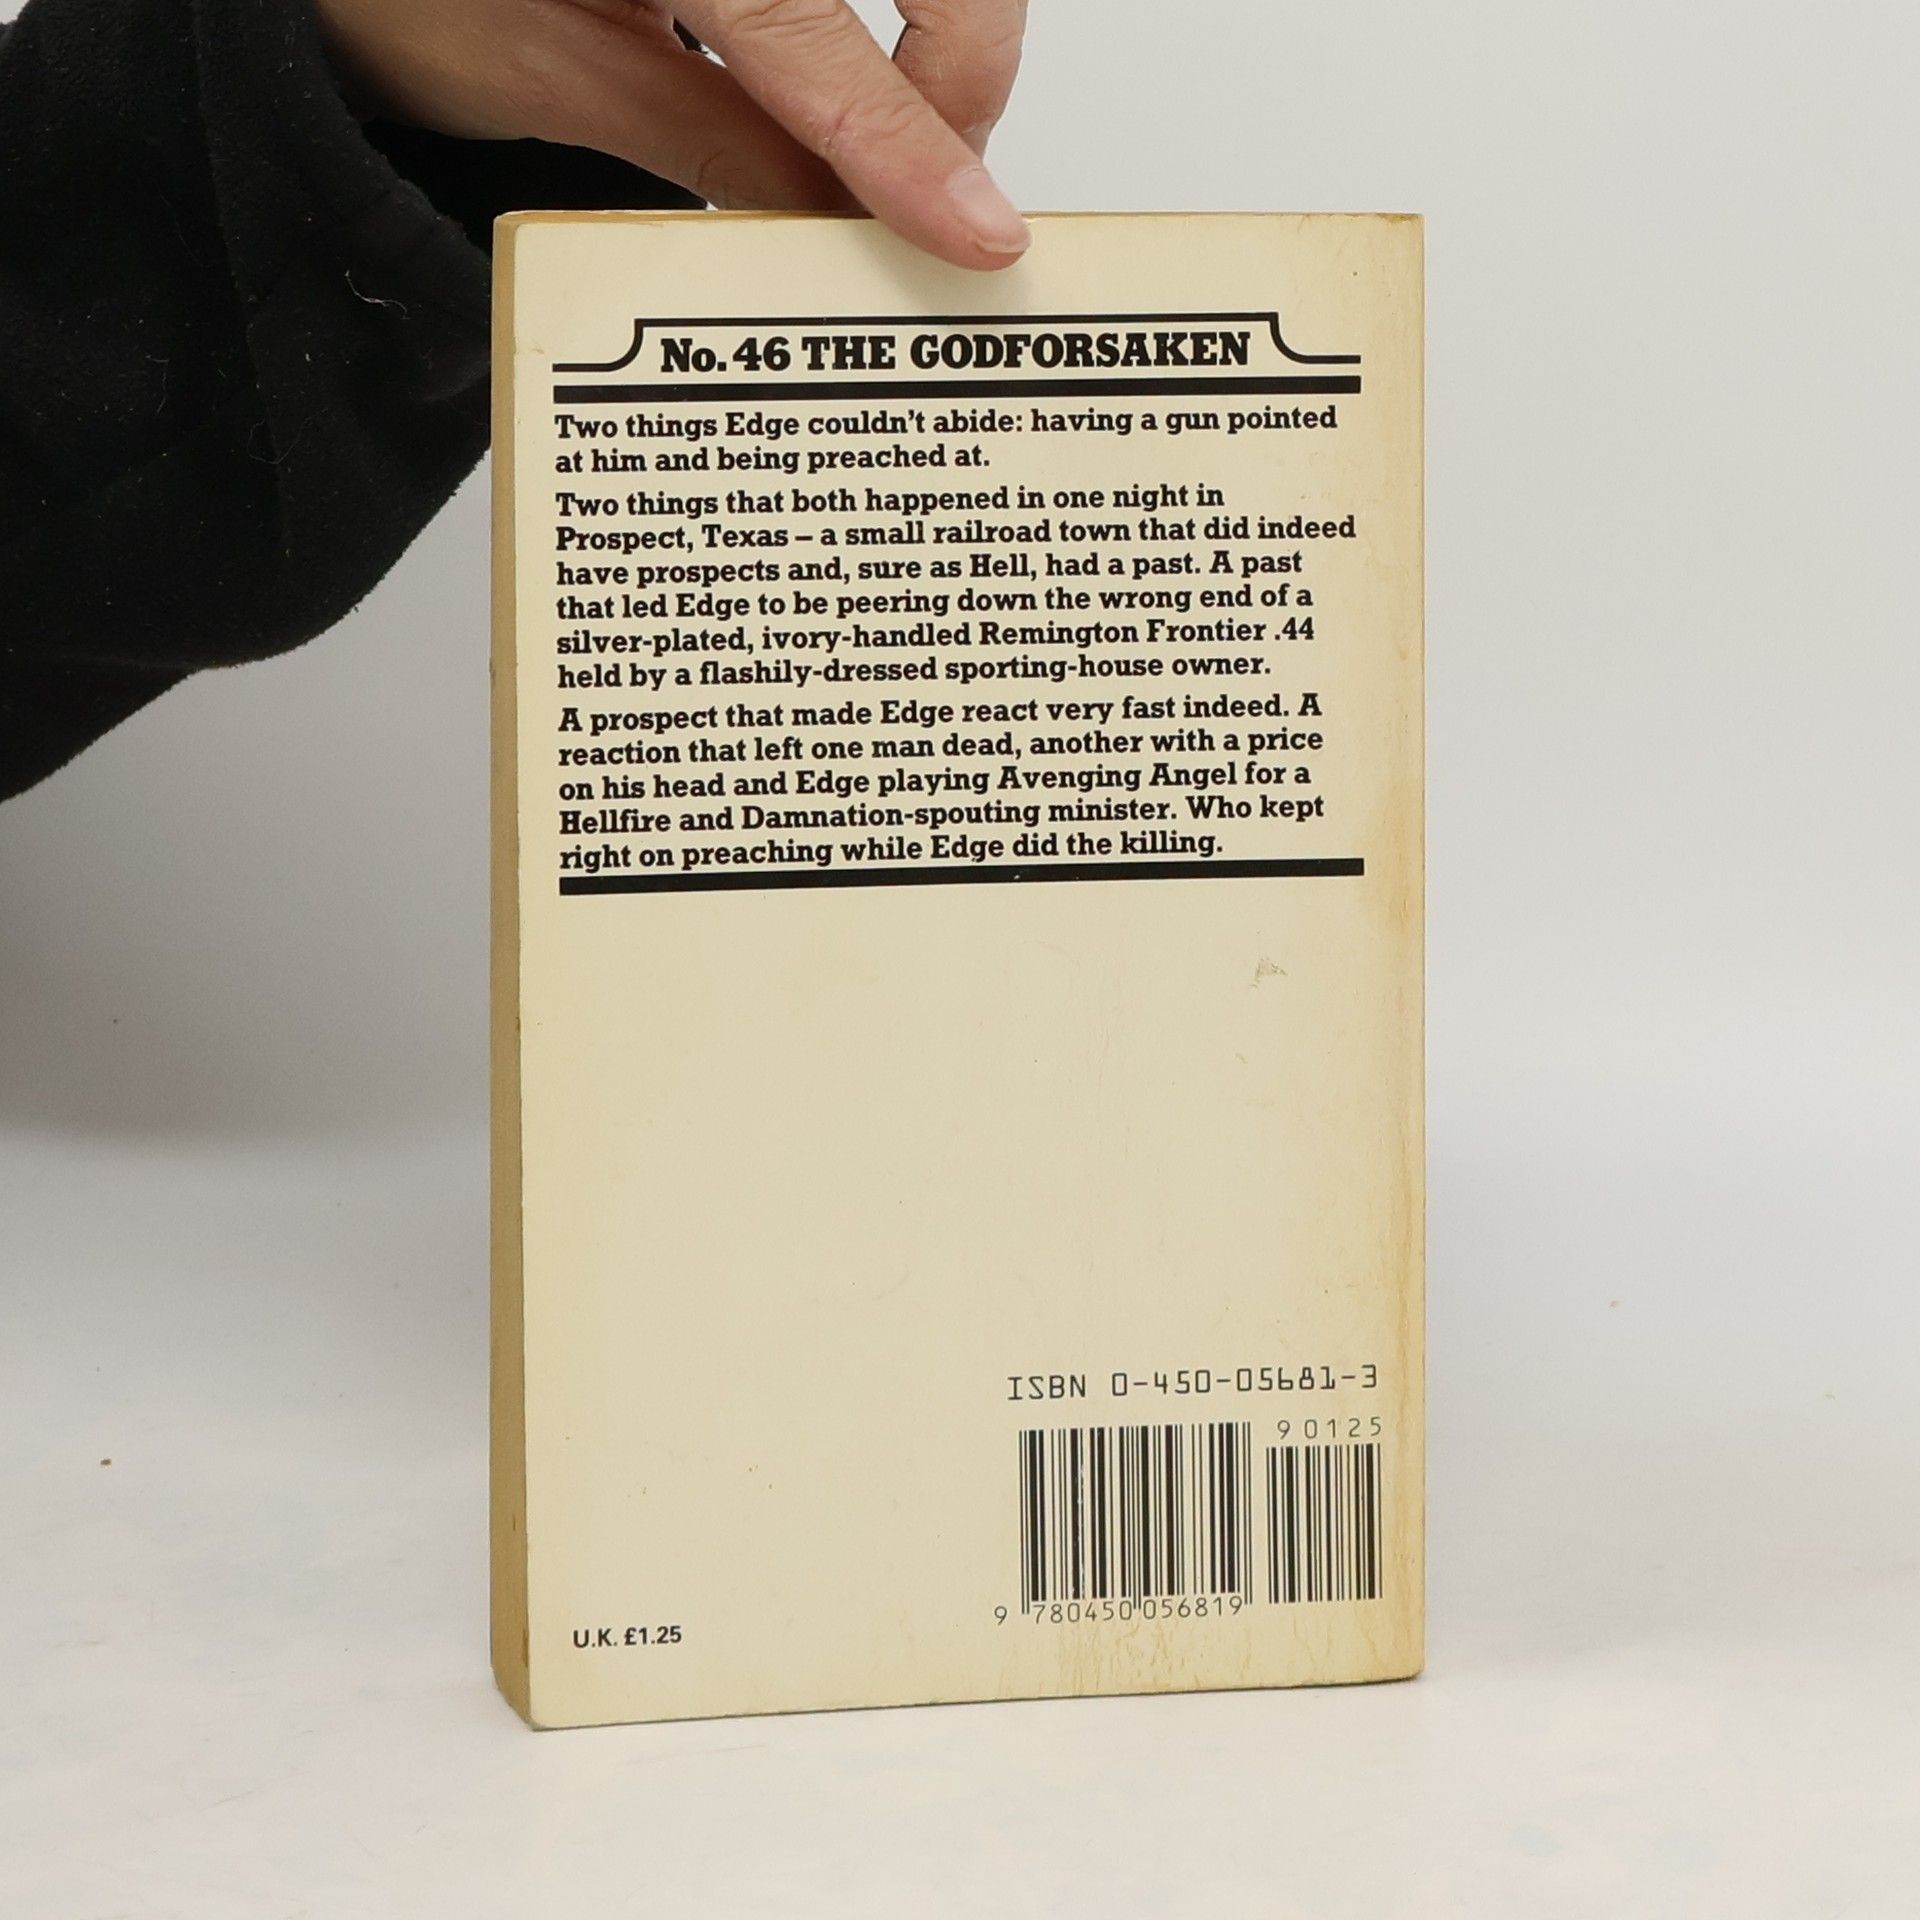 No. 46 THE GODFORSAKEN
Two things Edge couldn't abide: having a gun pointed
at him and being preached at.
Two things that both happened in one night in
Prospect, Texas – a small railroad town that did indeed
have prospects and, sure as Hell, had a past. A past
that led Edge to be peering down the wrong end of a
silver-plated, ivory-handled Remington Frontier .44
held by a flashily-dressed sporting-house owner.
A prospect that made Edge react very fast indeed. A
reaction that left one man dead, another with a price
on his head and Edge playing Avenging Angel for a
Hellfire and Damnation-spouting minister. Who kept
right on preaching while Edge did the killing.
ISBN 0-450-05681-3
90125
9 780450 056819
U.K. £1.25